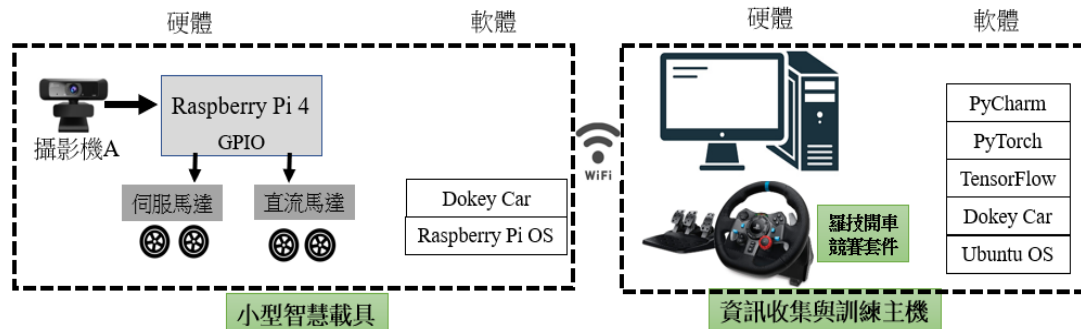 硬體
軟體
攝影機A
Raspberry Pi 4
GPIO
伺服馬達
直流馬達
Dokey Car
Raspberry Pi OS
小型智慧載具
WiFi
硬體
軟體
羅技開車
競賽套件
PyCharm
PyTorch
TensorFlow
Dokey Car
Ubuntu OS
資訊收集與訓練主機